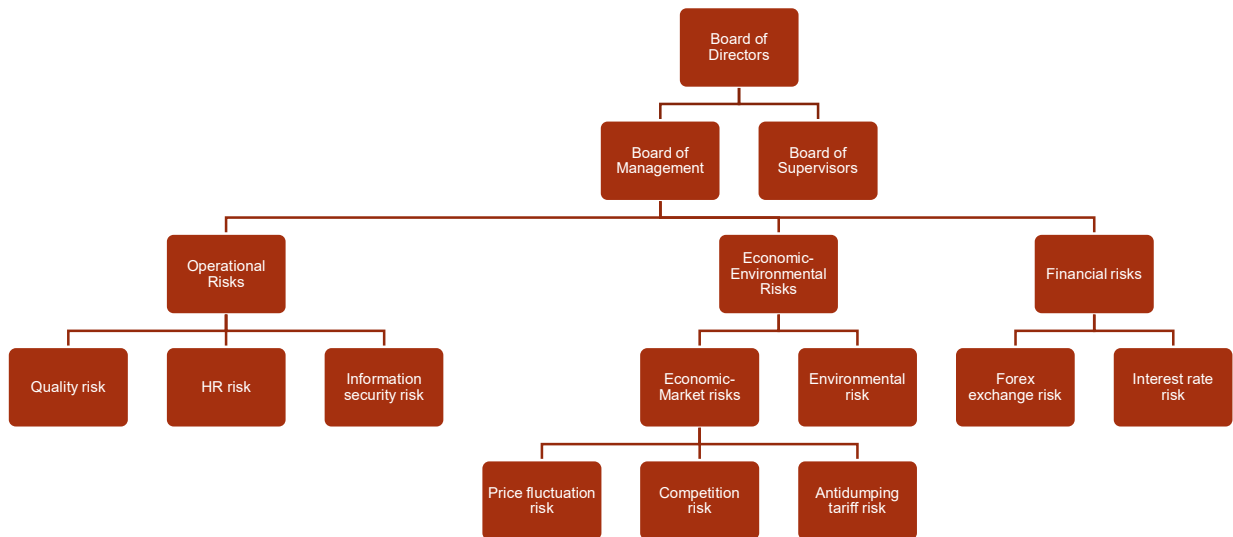 Board of
Directors
Board of
Management
Board of
Supervisors
Operational
Risks
Economic-
Environmental
Risks
Financial risks
Quality risk
HR risk
Information
security risk
Economic-
Market risks
Environmental
risk
Forex
exchange risk
Interest rate
risk
Price fluctuation
risk
Competition
risk
Antidumping
tariff risk